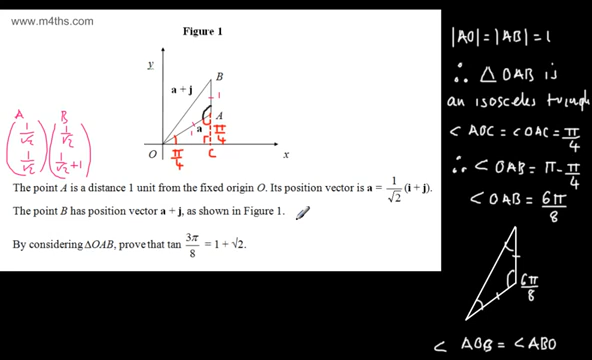 www.m4ths.com
Figure 1
y
B
a + j
1
A
1
a
π/4
π/4
O
C
x
A B
(1/√2 1/√2) (1/√2 1/√2 +1)
The point A is a distance 1 unit from the fixed origin O. Its position vector is a = 1/√2 (i + j).
The point B has position vector a + j, as shown in Figure 1.
By considering ΔOAB, prove that tan 3π/8 = 1 + √2.
|AO| = |AB| = 1
∴ △ OAB is
an isosceles
< AOC = < OAC = π/4
∴ < OAB = π - π/4
< OAB = 6π/8
6π/8
< AOB = < ABO